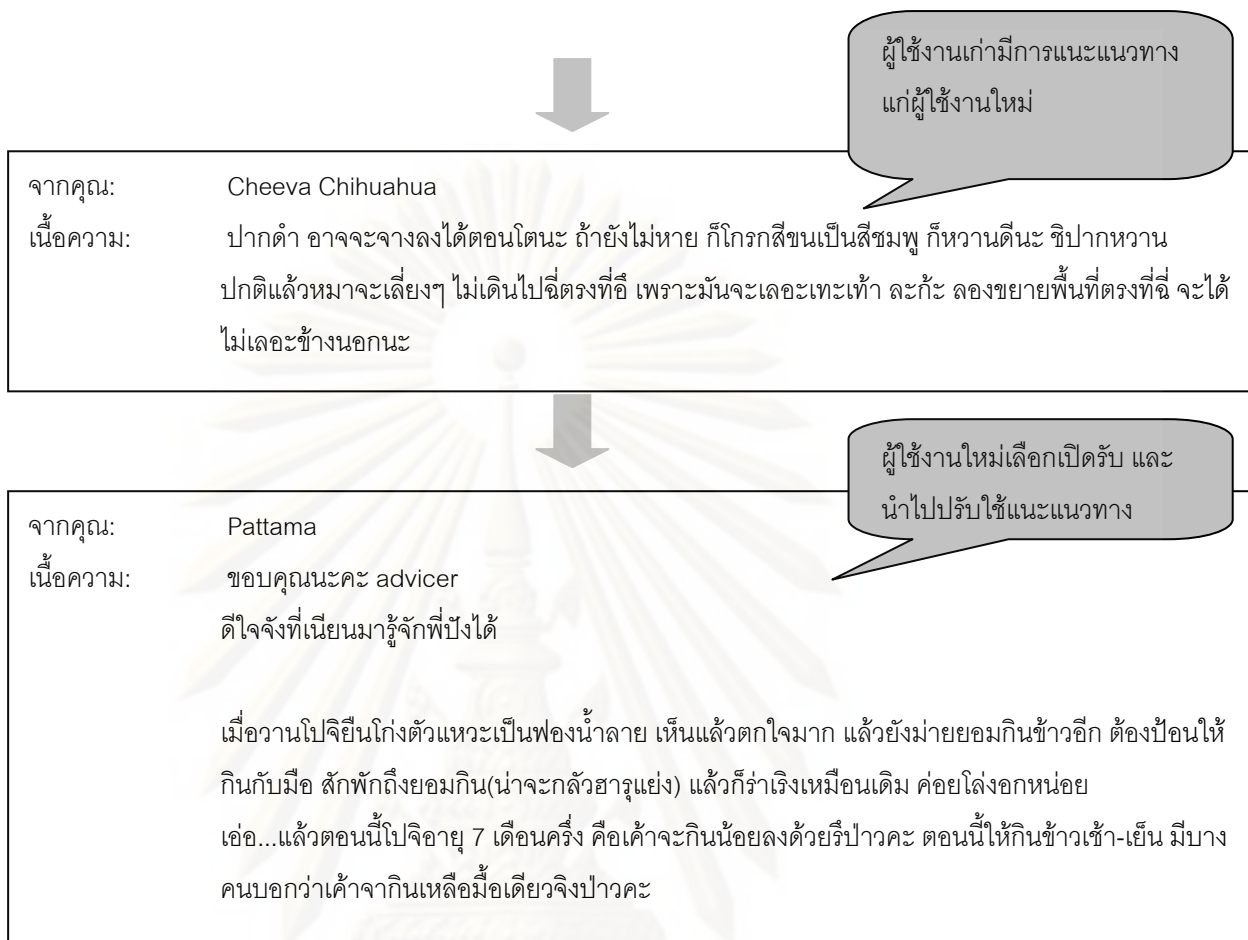 ผู้ใช้งานเก่ามีการแนะแนวทาง
แก่ผู้ใช้งานใหม่
จากคุณ: Cheeva Chihuahua
เนื้อความ: ปากดำ อาจจะจางลงได้ตอนโตนะ ถ้ายังไม่หาย ก็โกรกสีขนเป็นสีชมพู ก็หวานดีนะ ชิปากหวาน
ปกติแล้วหมาจะเลี่ยงๆ ไม่เดินไปฉี่ตรงที่อึ เพราะมันจะเลอะเทะเท้า ละก้ะ ลองขยายพื้นที่ตรงที่ฉี่ จะได้
ไม่เลอะข้างนอกนะ
ผู้ใช้งานใหม่เลือกเปิดรับ และ
นำไปปรับใช้แนะแนวทาง
จากคุณ: Pattama
เนื้อความ: ขอบคุณนะคะ advicer
ดีใจจังที่เนียนมารู้จักพี่ปังได้
เมื่อวานโปจิยืนโก่งตัวแหวะเป็นฟองน้ำลาย เห็นแล้วตกใจมาก แล้วยังม่ายยอมกินข้าวอีก ต้องป้อนให้
กินกับมือ สักพักถึงยอมกิน(น่าจะกลัวฮารุแย่ง) แล้วก็ร่าเริงเหมือนเดิม ค่อยโล่งอกหน่อย
เอ่อ...แล้วตอนนี้โปจิอายุ 7 เดือนครึ่ง คือเค้าจะกินน้อยลงด้วยรึป่าวคะ ตอนนี้ให้กินข้าวเช้า-เย็น มีบาง
คนบอกว่าเค้าจากินเหลือมื้อเดียวจิงป่าวคะ